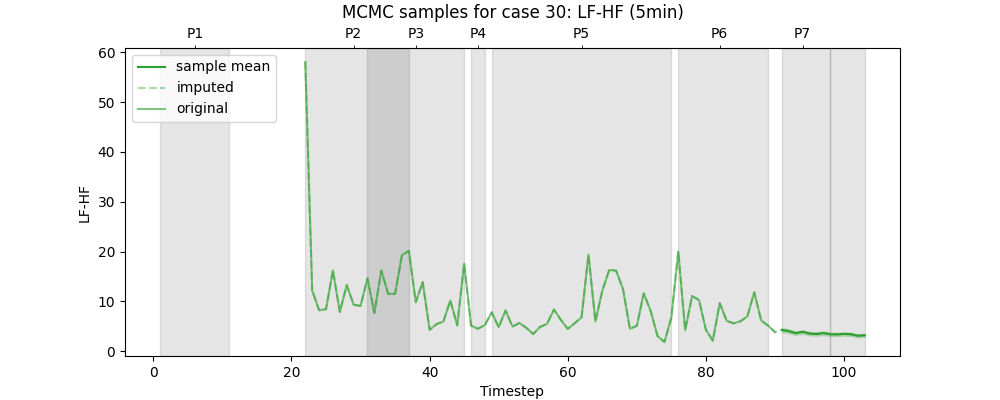 MCMC samples for case 30: LF-HF (5min)
P1 P2 P3 P4 P5 P6 P7
60
50
40
30
20
10
0
LF-HF
sample mean
imputed
original
0 20 40 60 80 100
Timestep